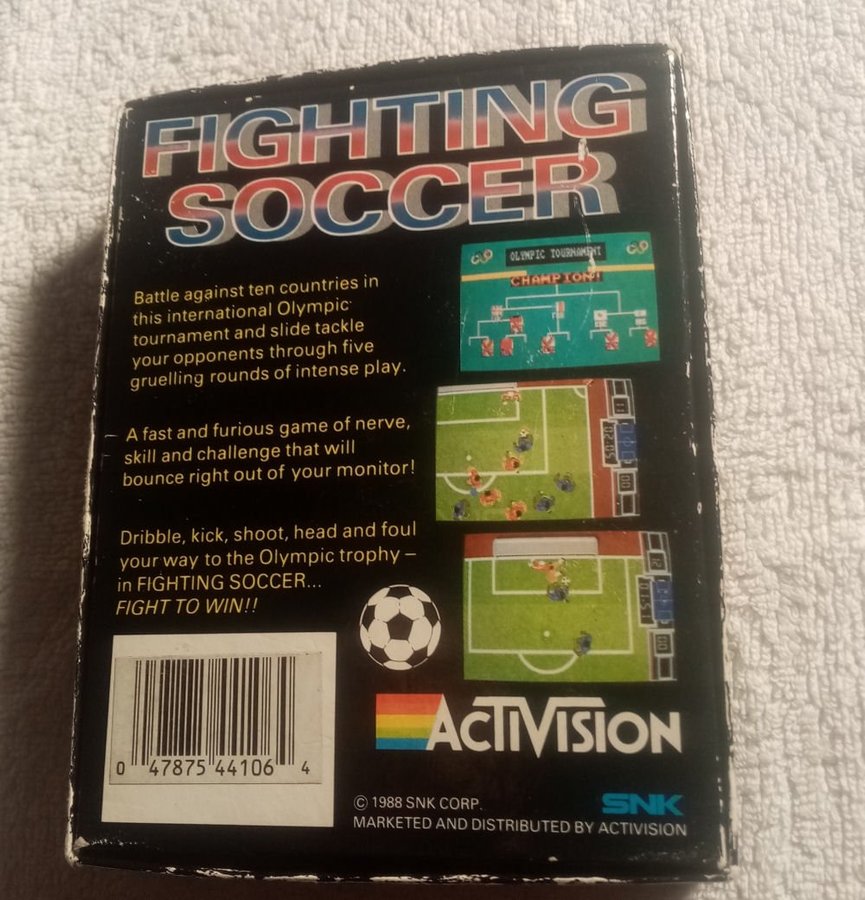 FIGHTING
SOCCER
Battle against ten countries in
this international Olympic
tournament and slide tackle
your opponents through five
gruelling rounds of intense play.
OLYMPIC TOURNAMENT
CHAMPION!
A fast and furious game of nerve,
skill and challenge that will
bounce right out of your monitor!
Dribble, kick, shoot, head and foul
your way to the Olympic trophy –
in FIGHTING SOCCER...
FIGHT TO WIN!!
0 47875 44106 4
ACTIVISION
© 1988 SNK CORP.
SNK
MARKETED AND DISTRIBUTED BY ACTIVISION